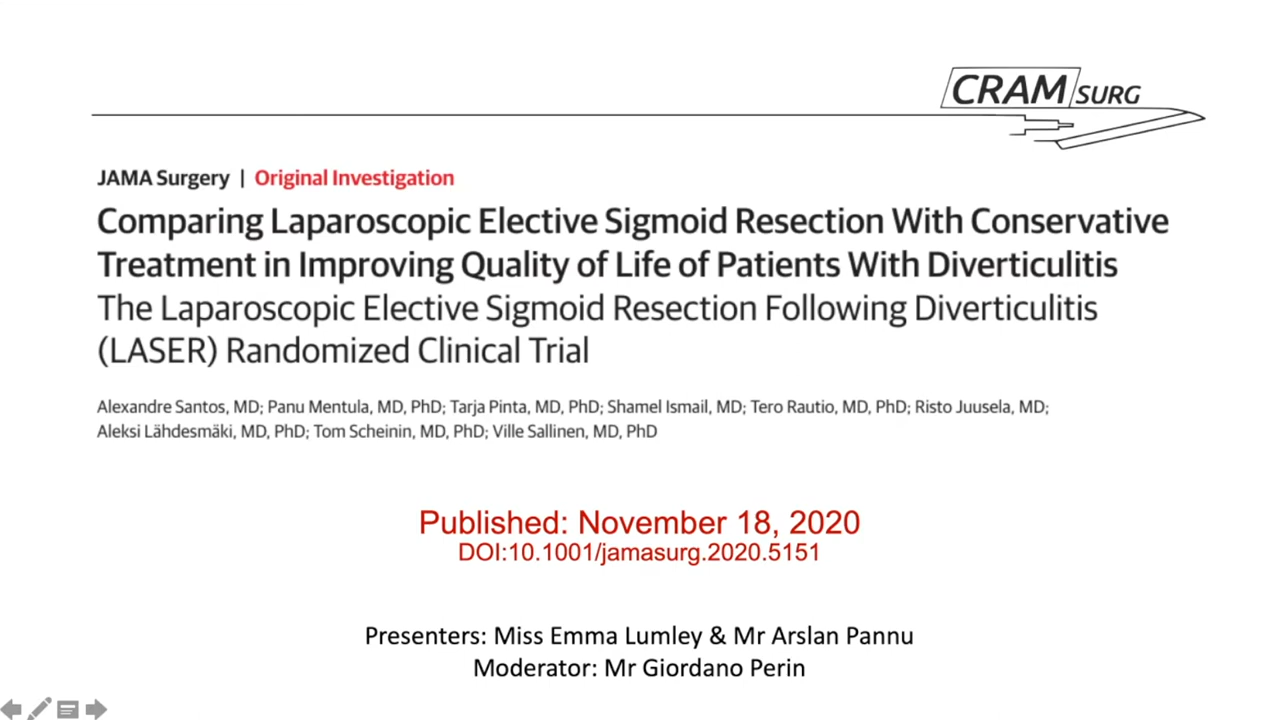 CRAM SURG
JAMA Surgery | Original Investigation
Comparing Laparoscopic Elective Sigmoid Resection With Conservative
Treatment in Improving Quality of Life of Patients With Diverticulitis
The Laparoscopic Elective Sigmoid Resection Following Diverticulitis
(LASER) Randomized Clinical Trial
Alexandre Santos, MD; Panu Mentula, MD, PhD; Tarja Pinta, MD, PhD; Shamel Ismail, MD; Tero Rautio, MD, PhD; Risto Juusela, MD;
Aleksi Lähdesmäki, MD, PhD; Tom Scheinin, MD, PhD; Ville Sallinen, MD, PhD
Published: November 18, 2020
DOI:10.1001/jamasurg.2020.5151
Presenters: Miss Emma Lumley & Mr Arslan Pannu
Moderator: Mr Giordano Perin